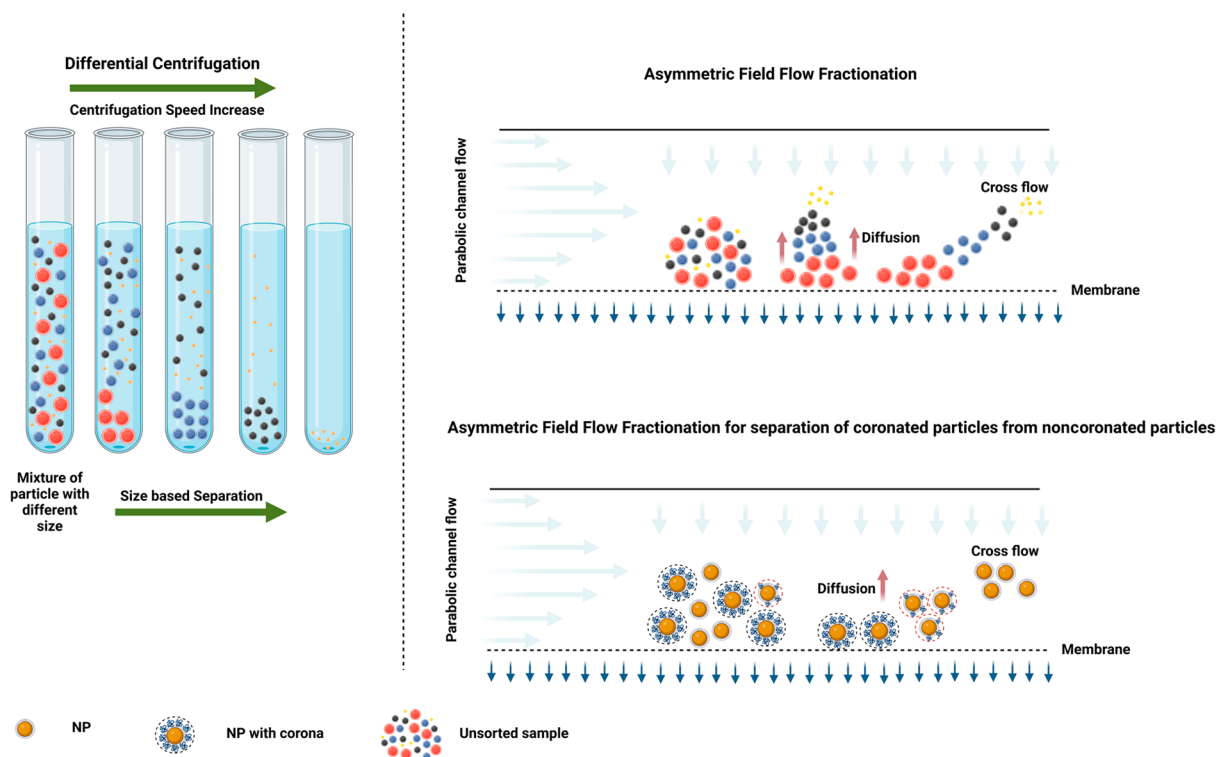 Differential Centrifugation
Centrifugation Speed Increase
Mixture of
particle with
different
size
Size based Separation
Asymmetric Field Flow Fractionation
Parabolic channel flow
Cross flow
Diffusion
Membrane
Asymmetric Field Flow Fractionation for separation of coronated particles from noncoronated particles
Parabolic channel flow
Cross flow
Diffusion
Membrane
NP
NP with corona
Unsorted sample